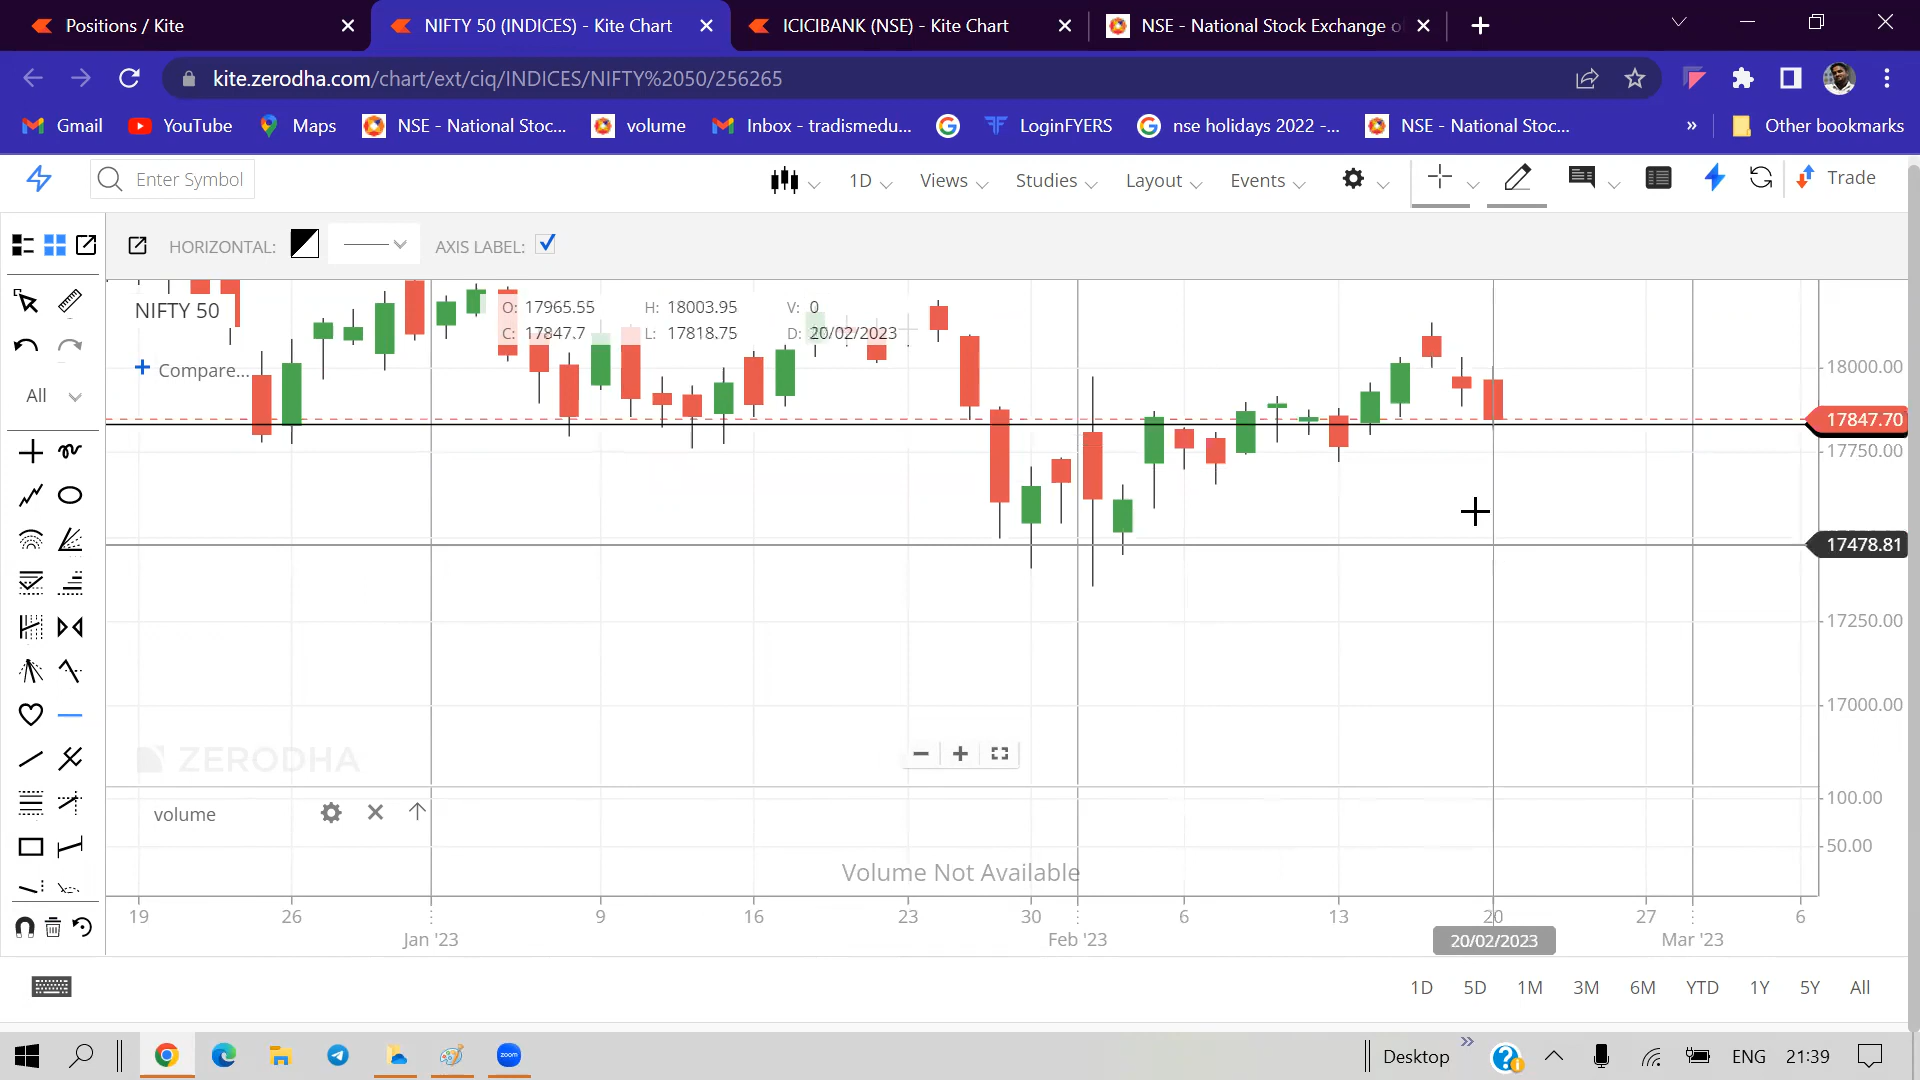 Positions / Kite
NIFTY 50 (INDICES) - Kite Chart
ICICIBANK (NSE) - Kite Chart
NSE - National Stock Exchange o
kite.zerodha.com/chart/ext/ciq/INDICES/NIFTY%2050/256265
Gmail
YouTube
Maps
NSE - National Stoc...
volume
Inbox - tradismedu...
LoginFYERS
nse holidays 2022 -...
NSE - National Stoc...
»
Other bookmarks
Enter Symbol
1D
Views
Studies
Layout
Events
Trade
HORIZONTAL:
AXIS LABEL:
NIFTY 50
O: 17965.55 H: 18003.95 V: 0
C: 17847.7 L: 17818.75 D: 20/02/2023
Compare...
All
18000.00
17847.70
17750.00
17478.81
17250.00
17000.00
ZERODHA
volume
100.00
50.00
Volume Not Available
19 26 9 16 23 30 6 13 20 27 6
Jan '23 Feb '23 20/02/2023 Mar '23
1D 5D 1M 3M 6M YTD 1Y 5Y All
zoom
Desktop
»
ENG
21:39